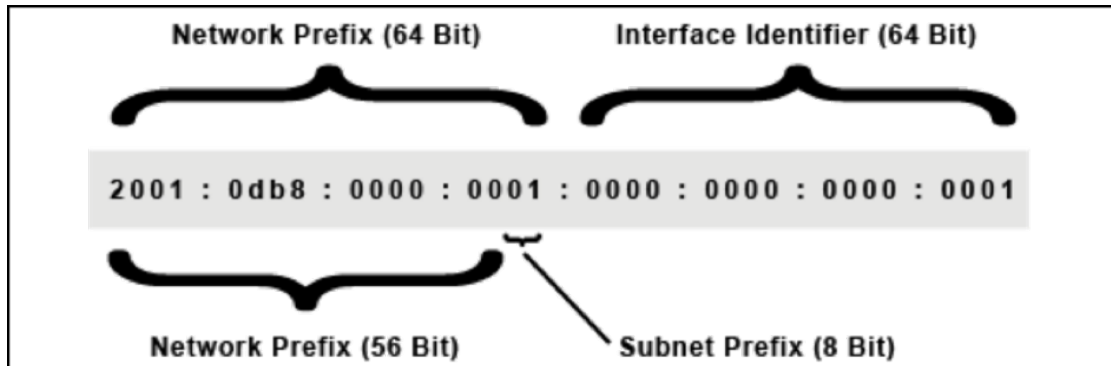 Network Prefix (64 Bit) Interface Identifier (64 Bit)
2001 : 0db8 : 0000 : 0001 : 0000 : 0000 : 0000 : 0001
Network Prefix (56 Bit) Subnet Prefix (8 Bit)